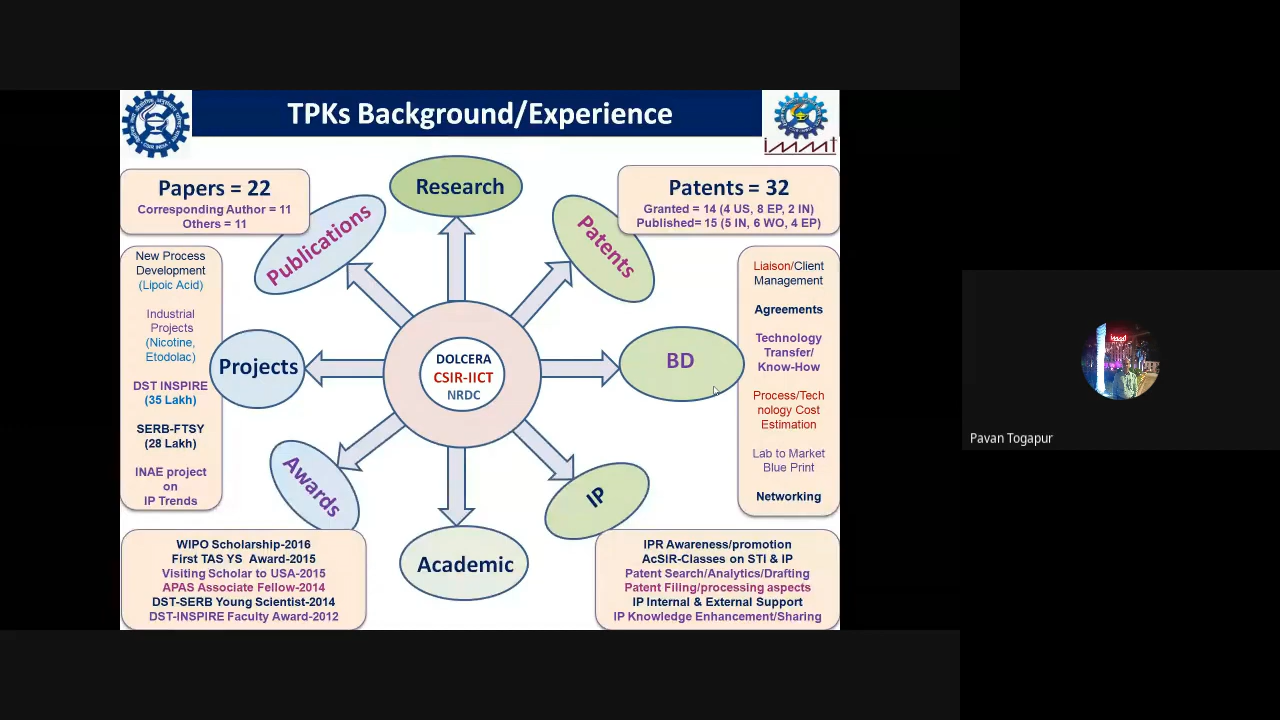 TPKs Background/Experience
immt
Papers = 22
Corresponding Author = 11
Others = 11
Research
Publications
Patents
Patents = 32
Granted = 14 (4 US, 8 EP, 2 IN)
Published= 15 (5 IN, 6 WO, 4 EP)
New Process
Development
(Lipoic Acid)
Industrial
Projects
(Nicotine,
Etodolac)
DST INSPIRE
(35 Lakh)
SERB-FTSY
(28 Lakh)
INAE project
on
IP Trends
Projects
DOLCERA
CSIR-IICT
NRDC
BD
Liaison/Client
Management
Agreements
Technology
Transfer/
Know-How
Process/Tech
nology Cost
Estimation
Lab to Market
Blue Print
Networking
Awards
Academic
IP
WIPO Scholarship-2016
First TAS YS Award-2015
Visiting Scholar to USA-2015
APAS Associate Fellow-2014
DST-SERB Young Scientist-2014
DST-INSPIRE Faculty Award-2012
IPR Awareness/promotion
AcSIR-Classes on STI & IP
Patent Search/Analytics/Drafting
Patent Filing/processing aspects
IP Internal & External Support
IP Knowledge Enhancement/Sharing
Pavan Togapur